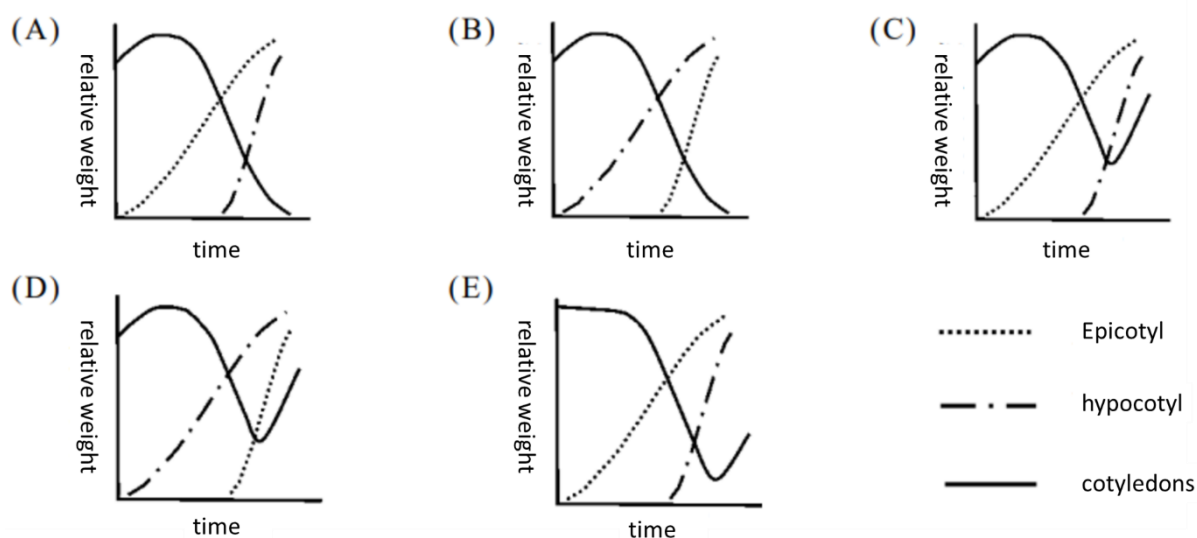 (A)
(B)
(C)
relative weight
relative weight
relative weight
time
time
time
(D)
(E)
relative weight
relative weight
time
time
Epicotyl
hypocotyl
cotyledons